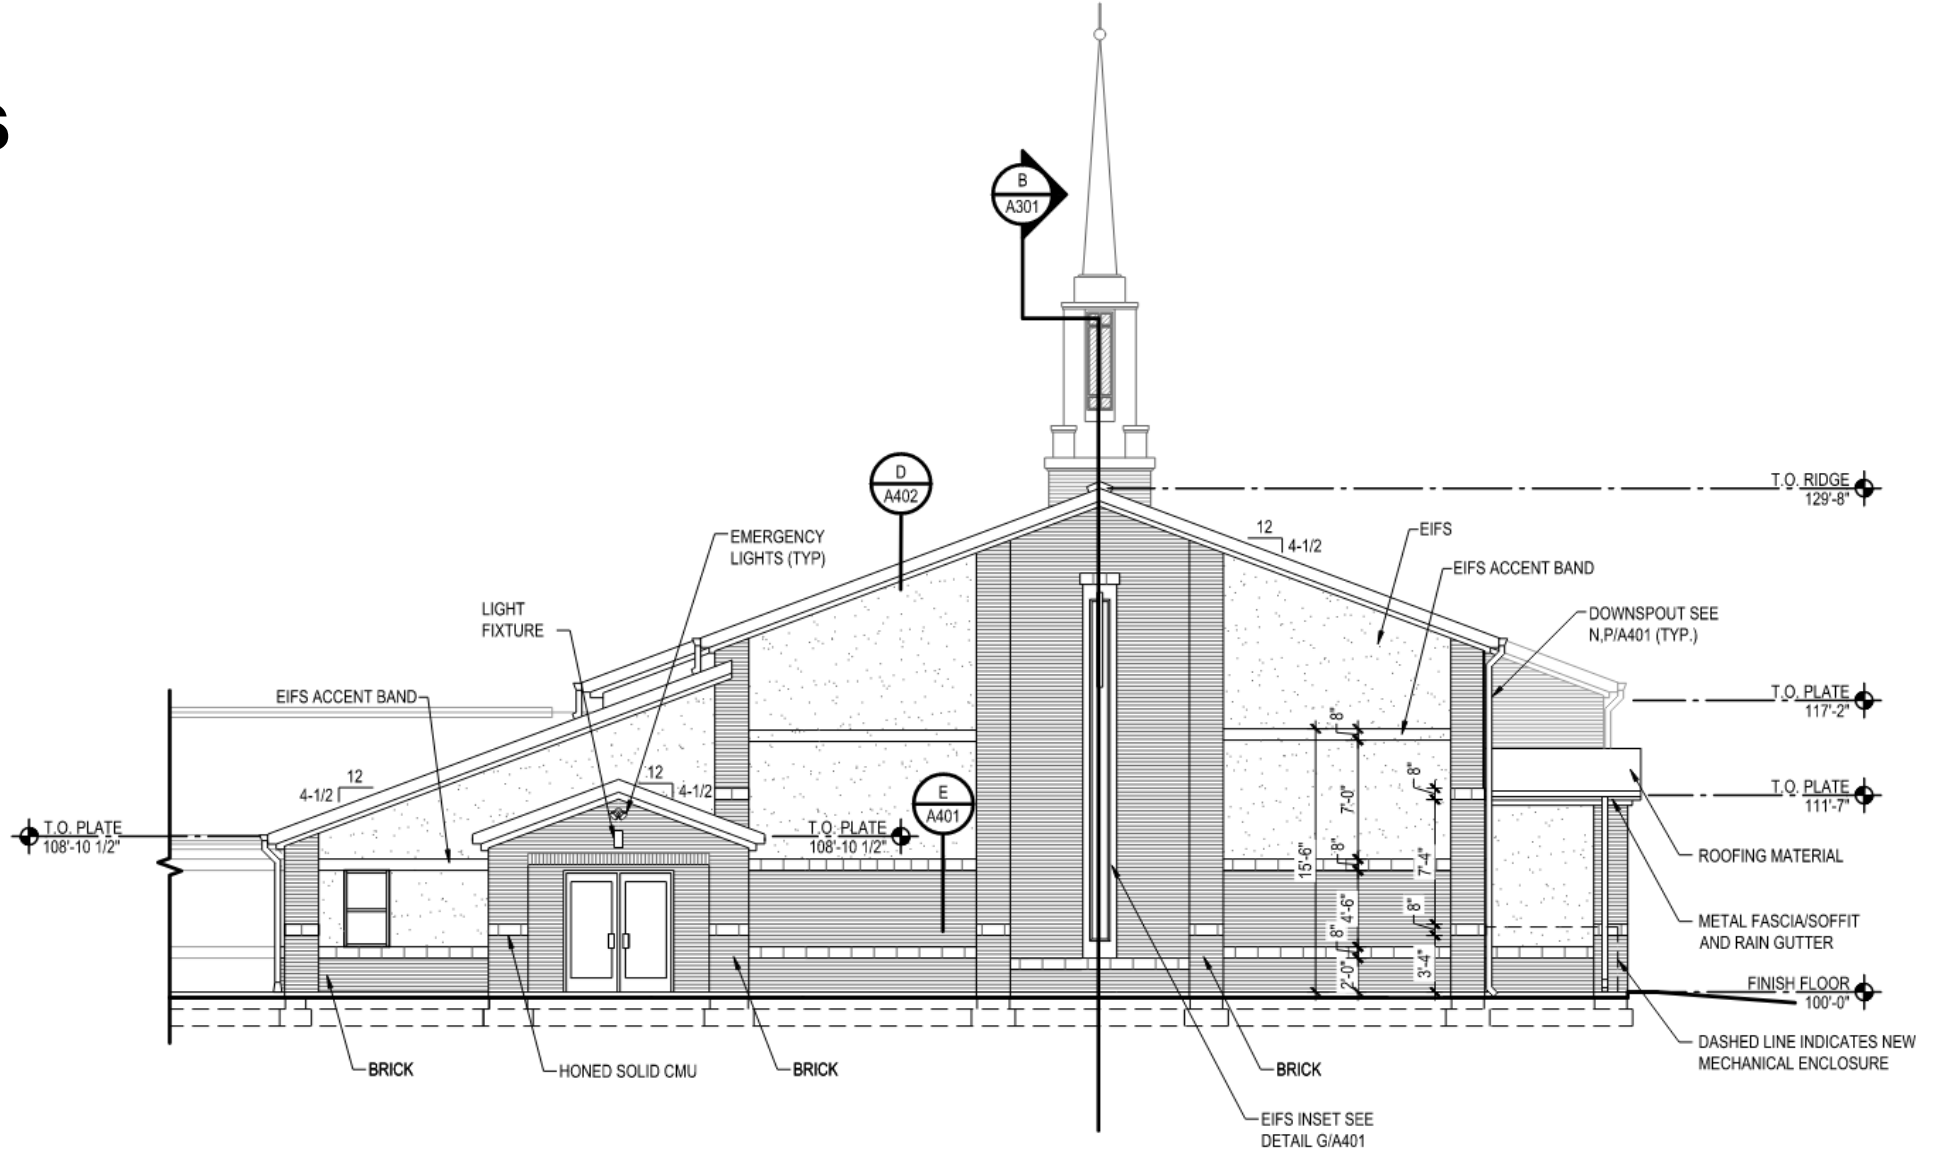 S
B
A301
D
A402
T.O. RIDGE
129'-8"
12
4-1/2
EIFS
EMERGENCY
LIGHTS (TYP)
EIFS ACCENT BAND
LIGHT
FIXTURE
DOWNSPOUT SEE
N,P/A401 (TYP.)
EIFS ACCENT BAND
T.O. PLATE
117'-2"
8"
12
4-1/2
12
4-1/2
8"
E
A401
7'-0"
T.O. PLATE
111'-7"
T.O. PLATE
108'-10 1/2"
T.O. PLATE
108'-10 1/2"
15'-6"
8"
7'-4"
ROOFING MATERIAL
4'-6"
8"
8"
METAL FASCIA/SOFFIT
AND RAIN GUTTER
2'-0"
3'-4"
FINISH FLOOR
100'-0"
DASHED LINE INDICATES NEW
MECHANICAL ENCLOSURE
BRICK
HONED SOLID CMU
BRICK
BRICK
EIFS INSET SEE
DETAIL G/A401